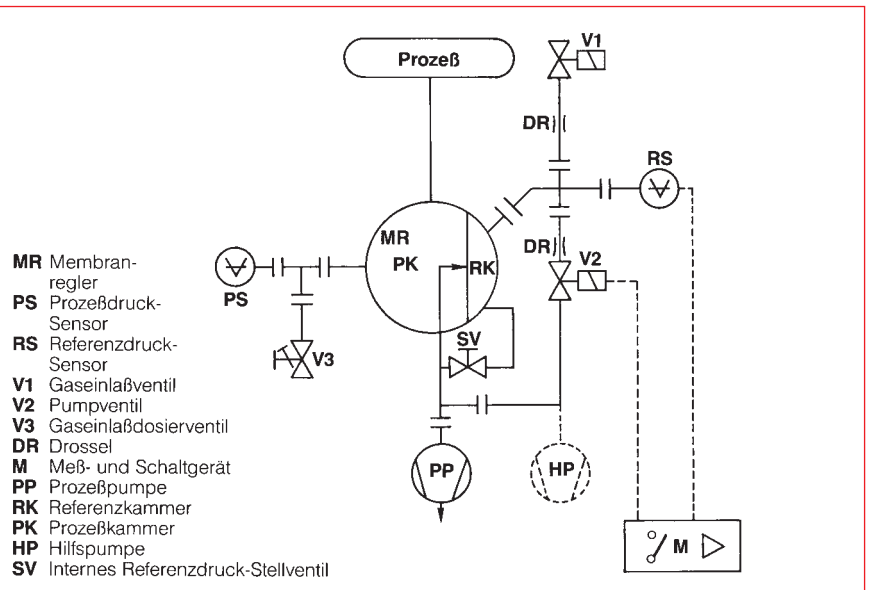 Prozeß
V1
DR
RS
MR
PK
RK
DR
V2
PS
V3
SV
PP
HP
M
MR Membran-
regler
PS Prozeßdruck-
Sensor
RS Referenzdruck-
Sensor
V1 Gaseinlaßventil
V2 Pumpventil
V3 Gaseinlaßdosierventil
DR Drossel
M Meß- und Schaltgerät
PP Prozeßpumpe
RK Referenzkammer
PK Prozeßkammer
HP Hilfspumpe
SV Internes Referenzdruck-Stellventil